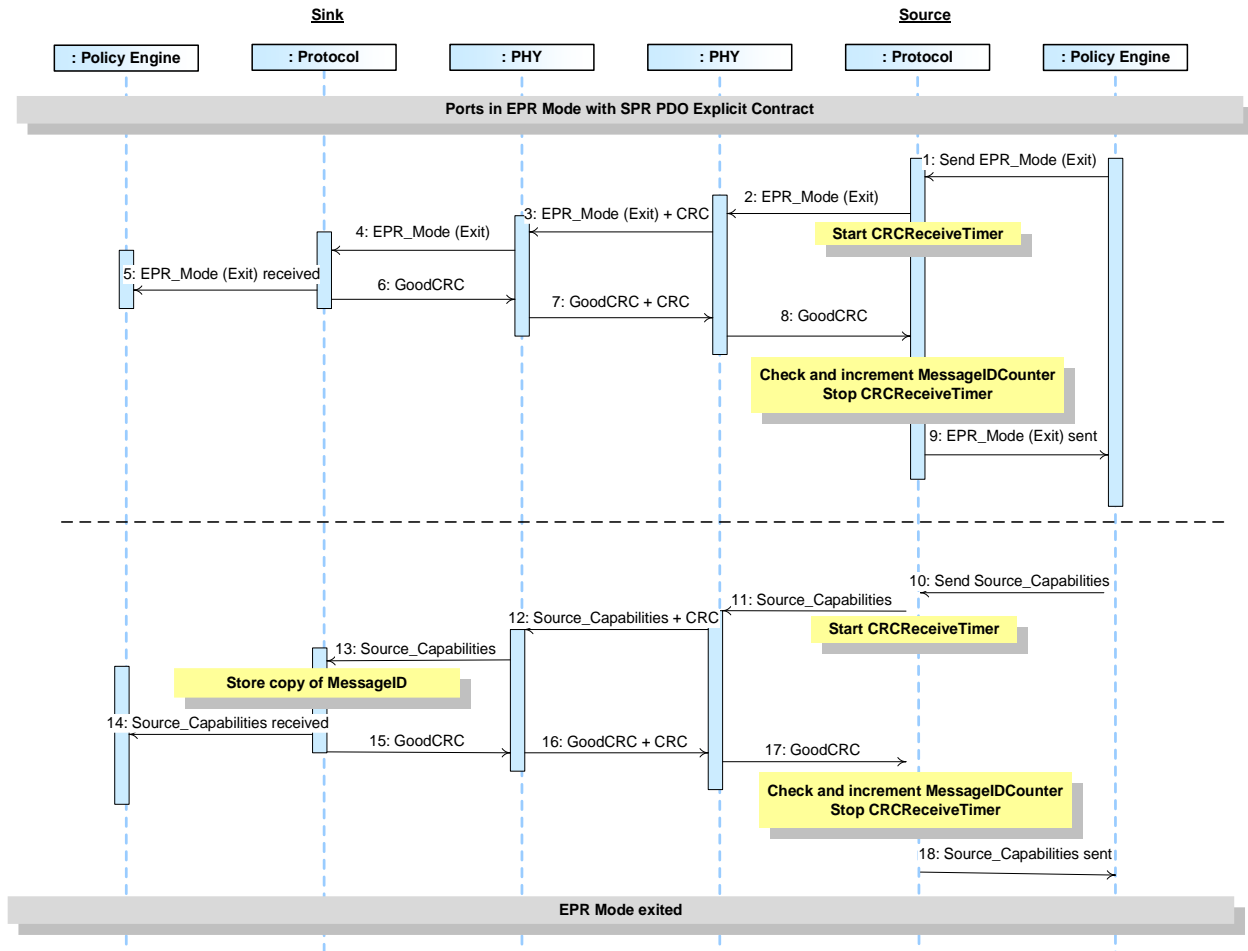 Sink
Source
: Policy Engine
: Protocol
: PHY
: PHY
: Protocol
: Policy Engine
Ports in EPR Mode with SPR PDO Explicit Contract
1: Send EPR_Mode (Exit)
2: EPR_Mode (Exit)
3: EPR_Mode (Exit) + CRC
Start CRCReceiveTimer
4: EPR_Mode (Exit)
5: EPR_Mode (Exit) received
6: GoodCRC
7: GoodCRC + CRC
8: GoodCRC
Check and increment MessageIDCounter
Stop CRCReceiveTimer
9: EPR_Mode (Exit) sent
10: Send Source_Capabilities
11: Source_Capabilities
12: Source_Capabilities + CRC
Start CRCReceiveTimer
13: Source_Capabilities
Store copy of MessageID
14: Source_Capabilities received
15: GoodCRC
16: GoodCRC + CRC
17: GoodCRC
Check and increment MessageIDCounter
Stop CRCReceiveTimer
18: Source_Capabilities sent
EPR Mode exited